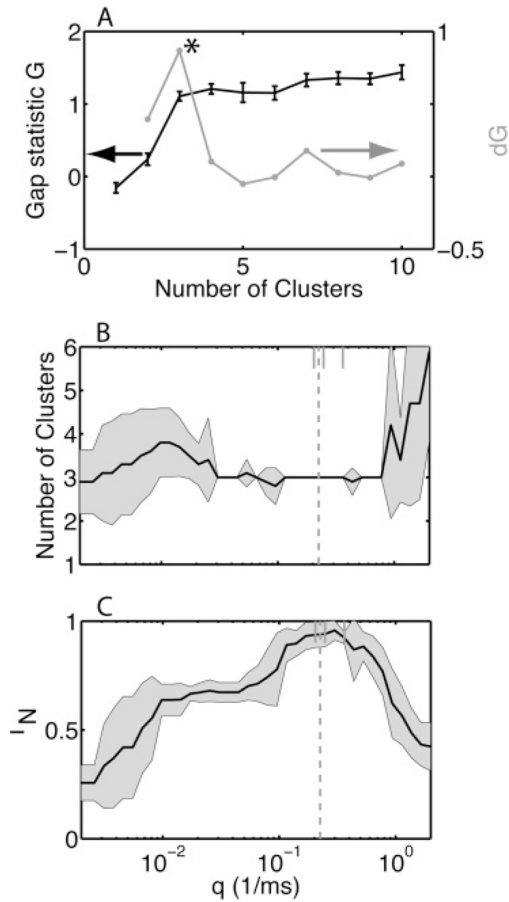 A
2
1
0
-1
Gap statistic G
*
1
-0.5
dG
0 5 10
Number of Clusters
B
6
5
4
3
2
1
Number of Clusters
C
1
0.5
0
I_N
10^-2 10^-1 10^0
q (1/ms)